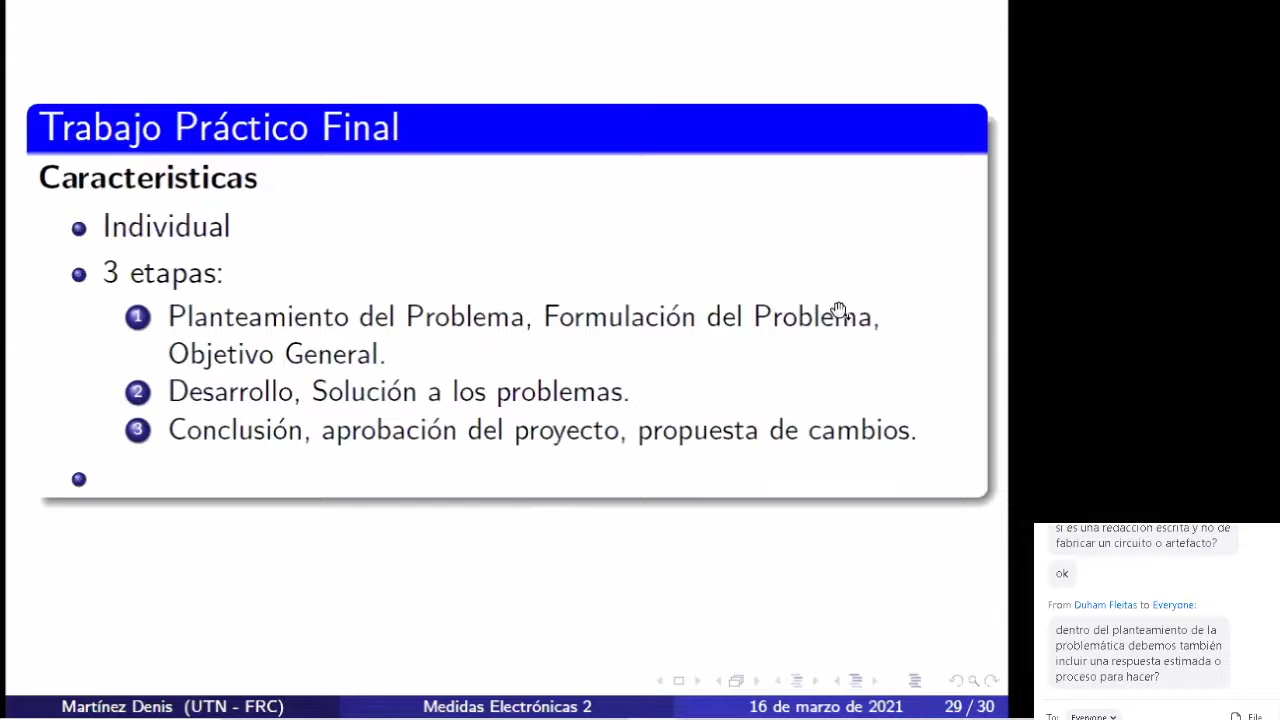 Trabajo Práctico Final
Caracteristicas
Individual
3 etapas:
1 Planteamiento del Problema, Formulación del Problema,
Objetivo General.
2 Desarrollo, Solución a los problemas.
3 Conclusión, aprobación del proyecto, propuesta de cambios.
Martínez Denis (UTN - FRC)
Medidas Electrónicas 2
16 de marzo de 2021
29 / 30
si es una redacción escrita y no de
fabricar un circuito o artefacto?
ok
From Duham Fleitas to Everyone:
dentro del planteamiento de la
problemática debemos también
incluir una respuesta estimada o
proceso para hacer?
To: Everyone
File